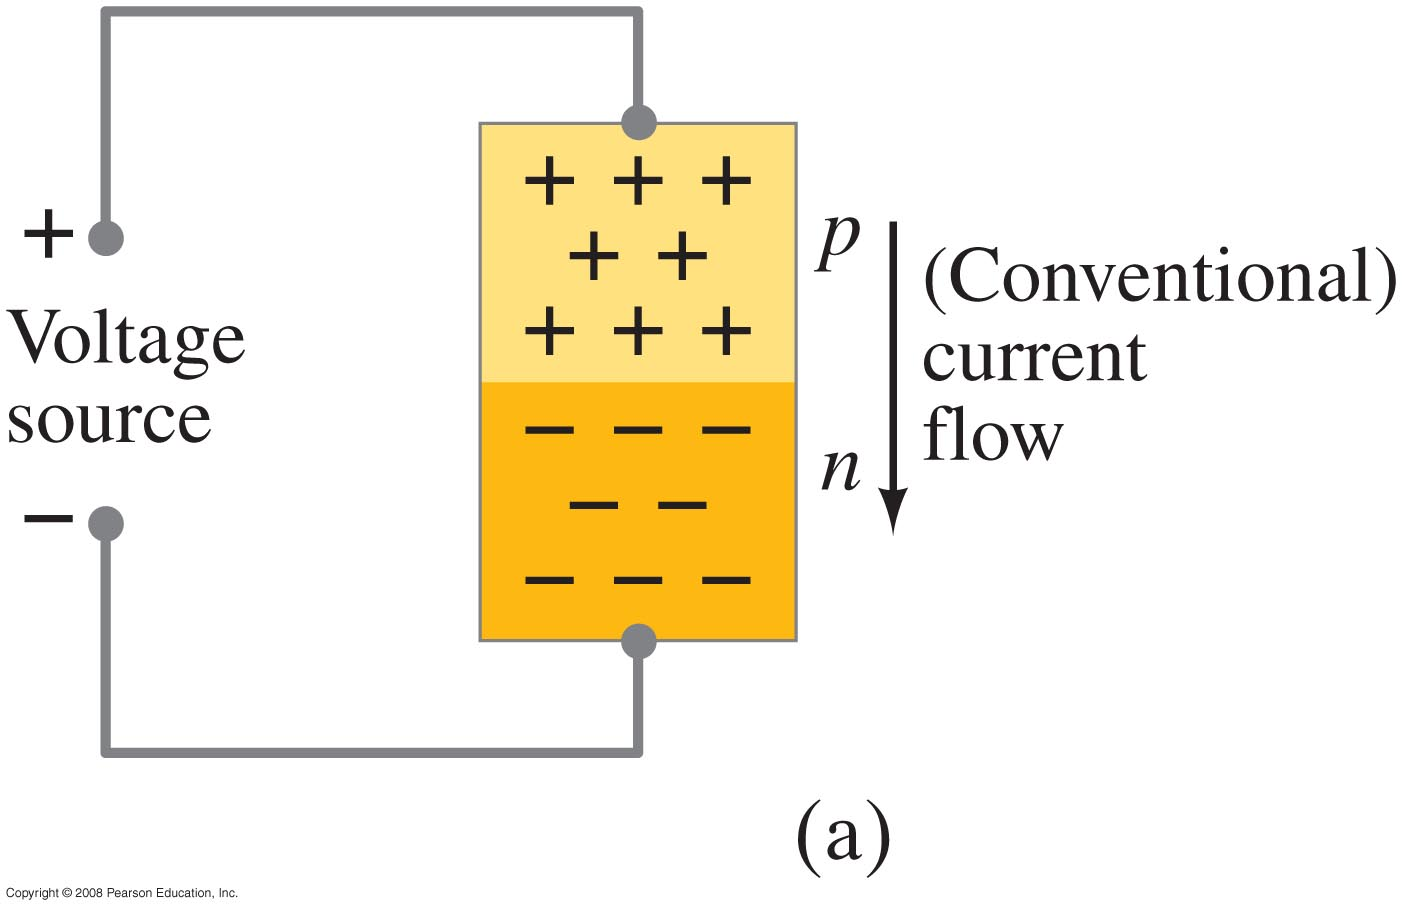 + + +
+ +
+ + +
+
Voltage
source
−
− − −
− −
− − −
p
n
(Conventional)
current
flow
(a)
Copyright © 2008 Pearson Education, Inc.